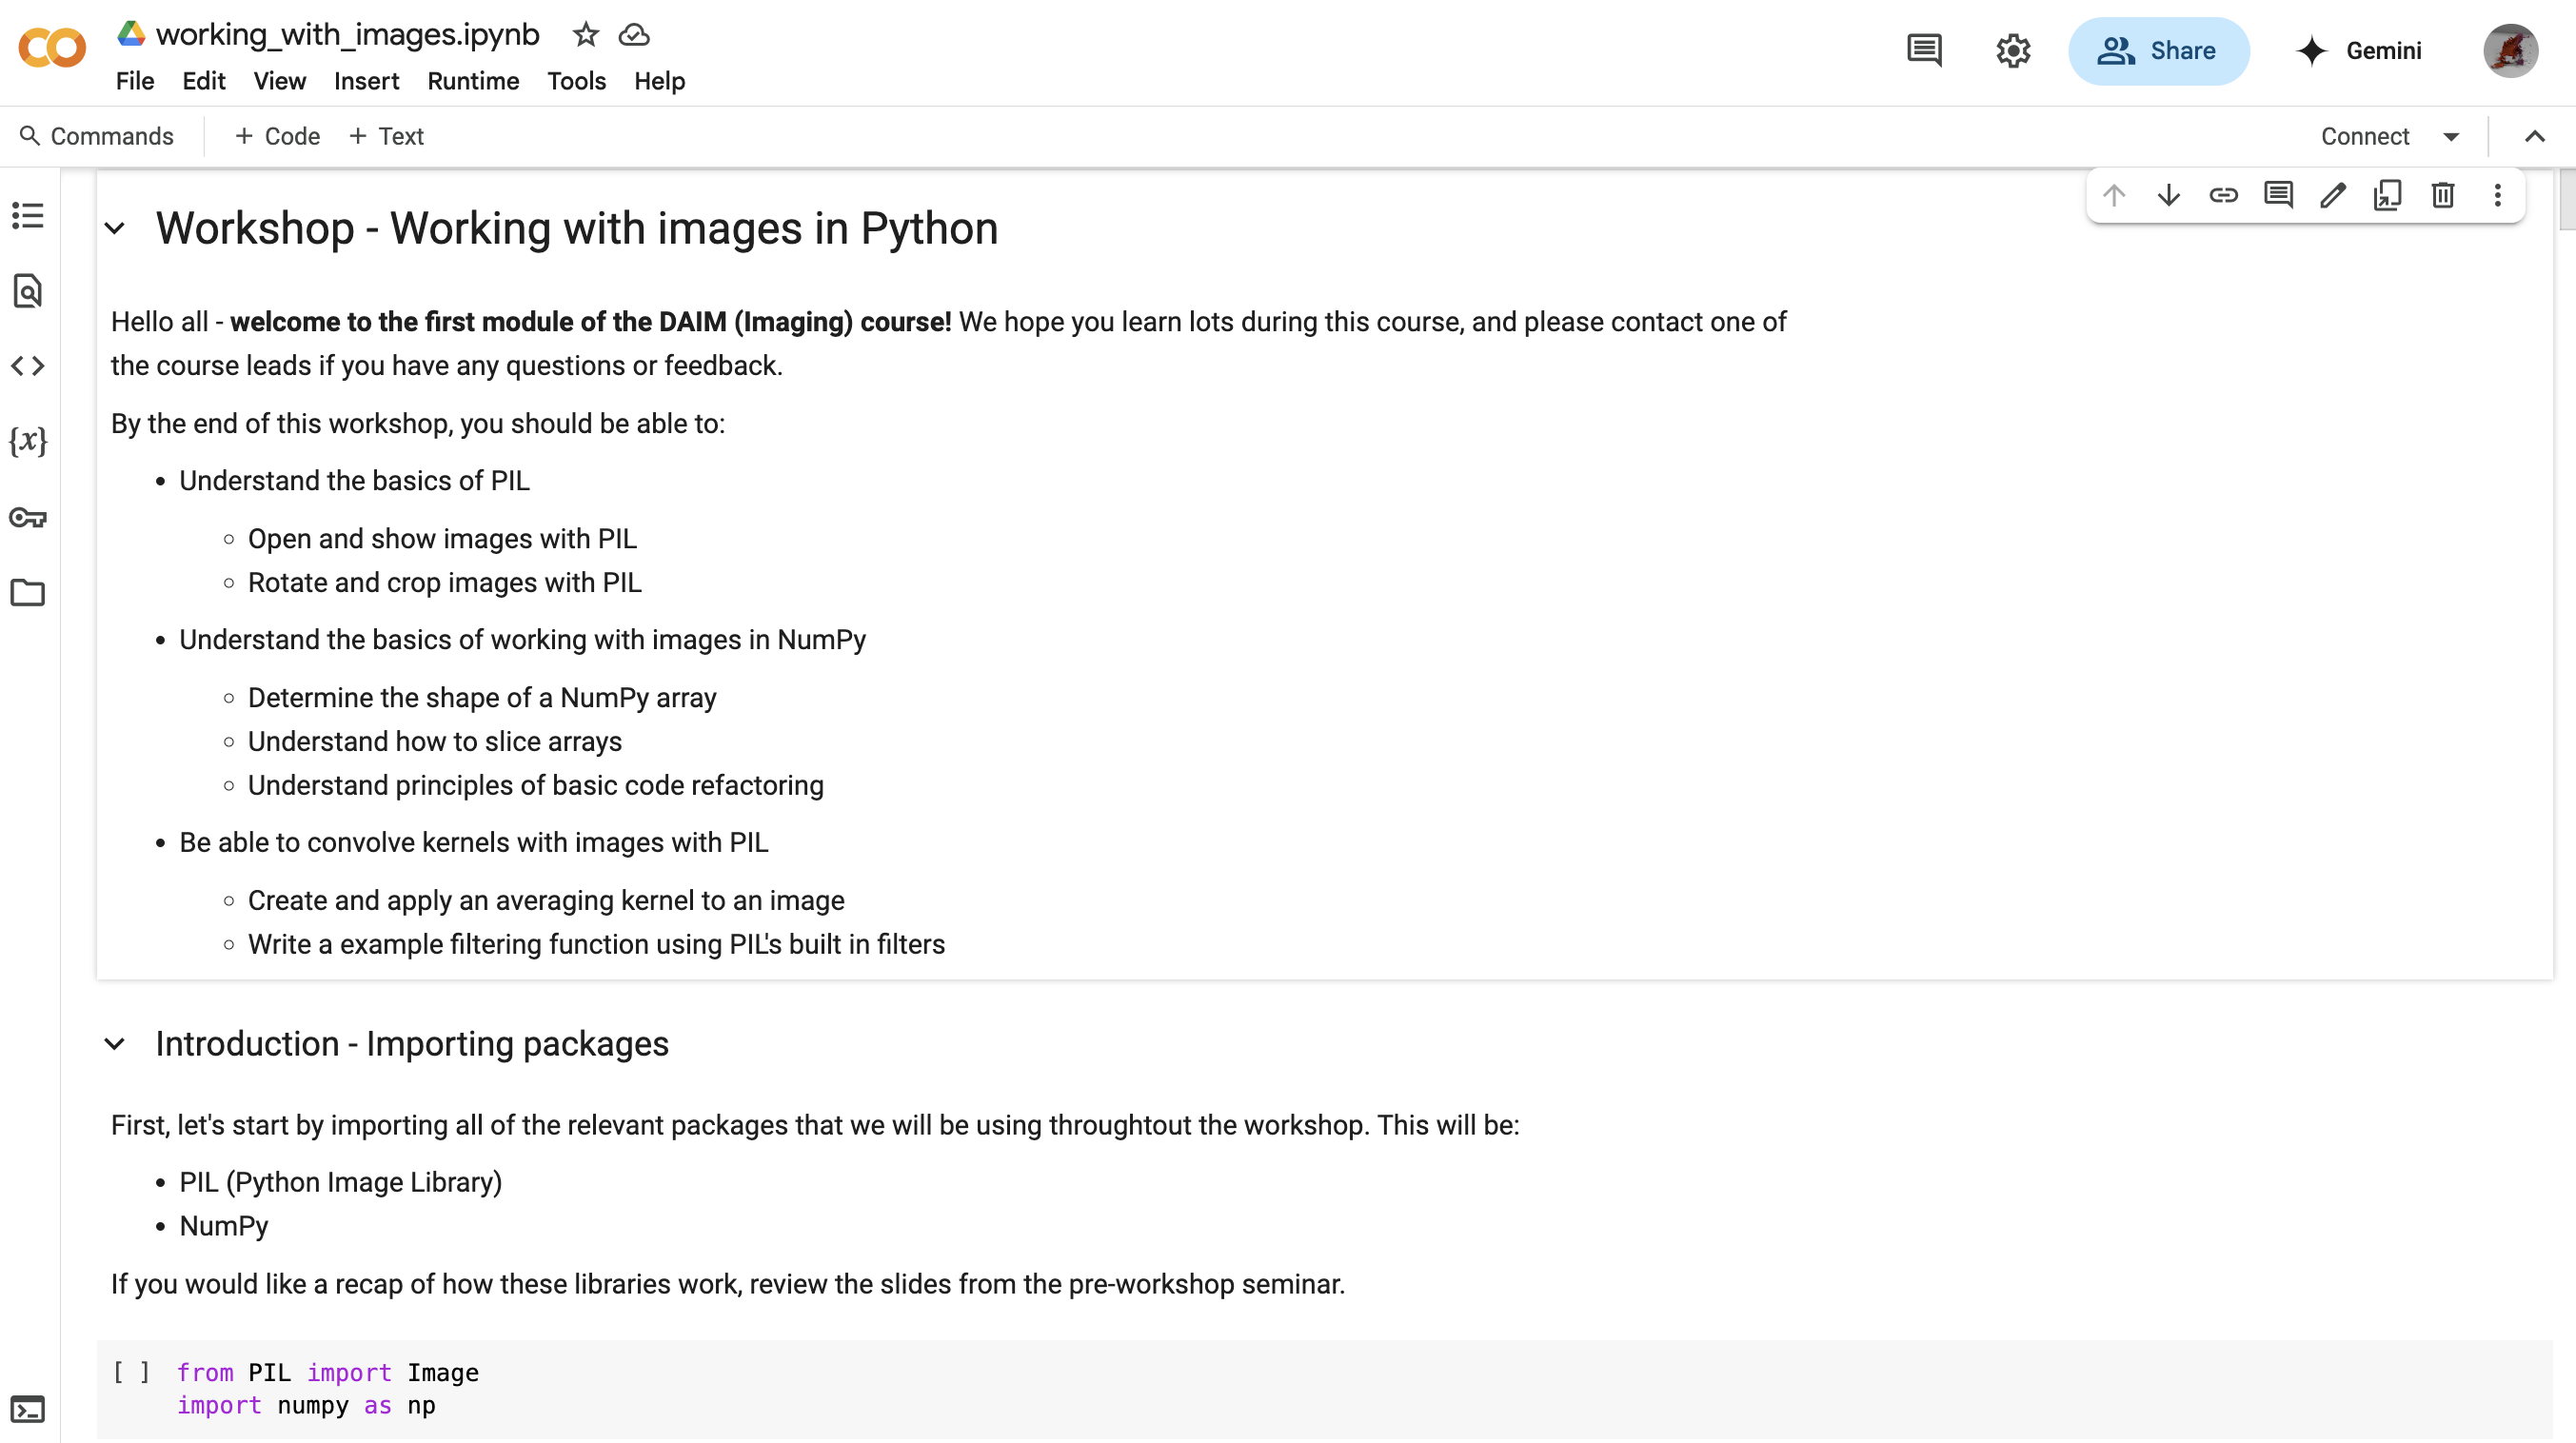 working_with_images.ipynb
File Edit View Insert Runtime Tools Help
Share
Gemini
Commands
+ Code + Text
Connect
Workshop - Working with images in Python
Hello all - welcome to the first module of the DAIM (Imaging) course! We hope you learn lots during this course, and please contact one of
the course leads if you have any questions or feedback.
By the end of this workshop, you should be able to:
• Understand the basics of PIL
◦ Open and show images with PIL
◦ Rotate and crop images with PIL
• Understand the basics of working with images in NumPy
◦ Determine the shape of a NumPy array
◦ Understand how to slice arrays
◦ Understand principles of basic code refactoring
• Be able to convolve kernels with images with PIL
◦ Create and apply an averaging kernel to an image
◦ Write a example filtering function using PIL's built in filters
Introduction - Importing packages
First, let's start by importing all of the relevant packages that we will be using throughtout the workshop. This will be:
• PIL (Python Image Library)
• NumPy
If you would like a recap of how these libraries work, review the slides from the pre-workshop seminar.
[ ] from PIL import Image
import numpy as np